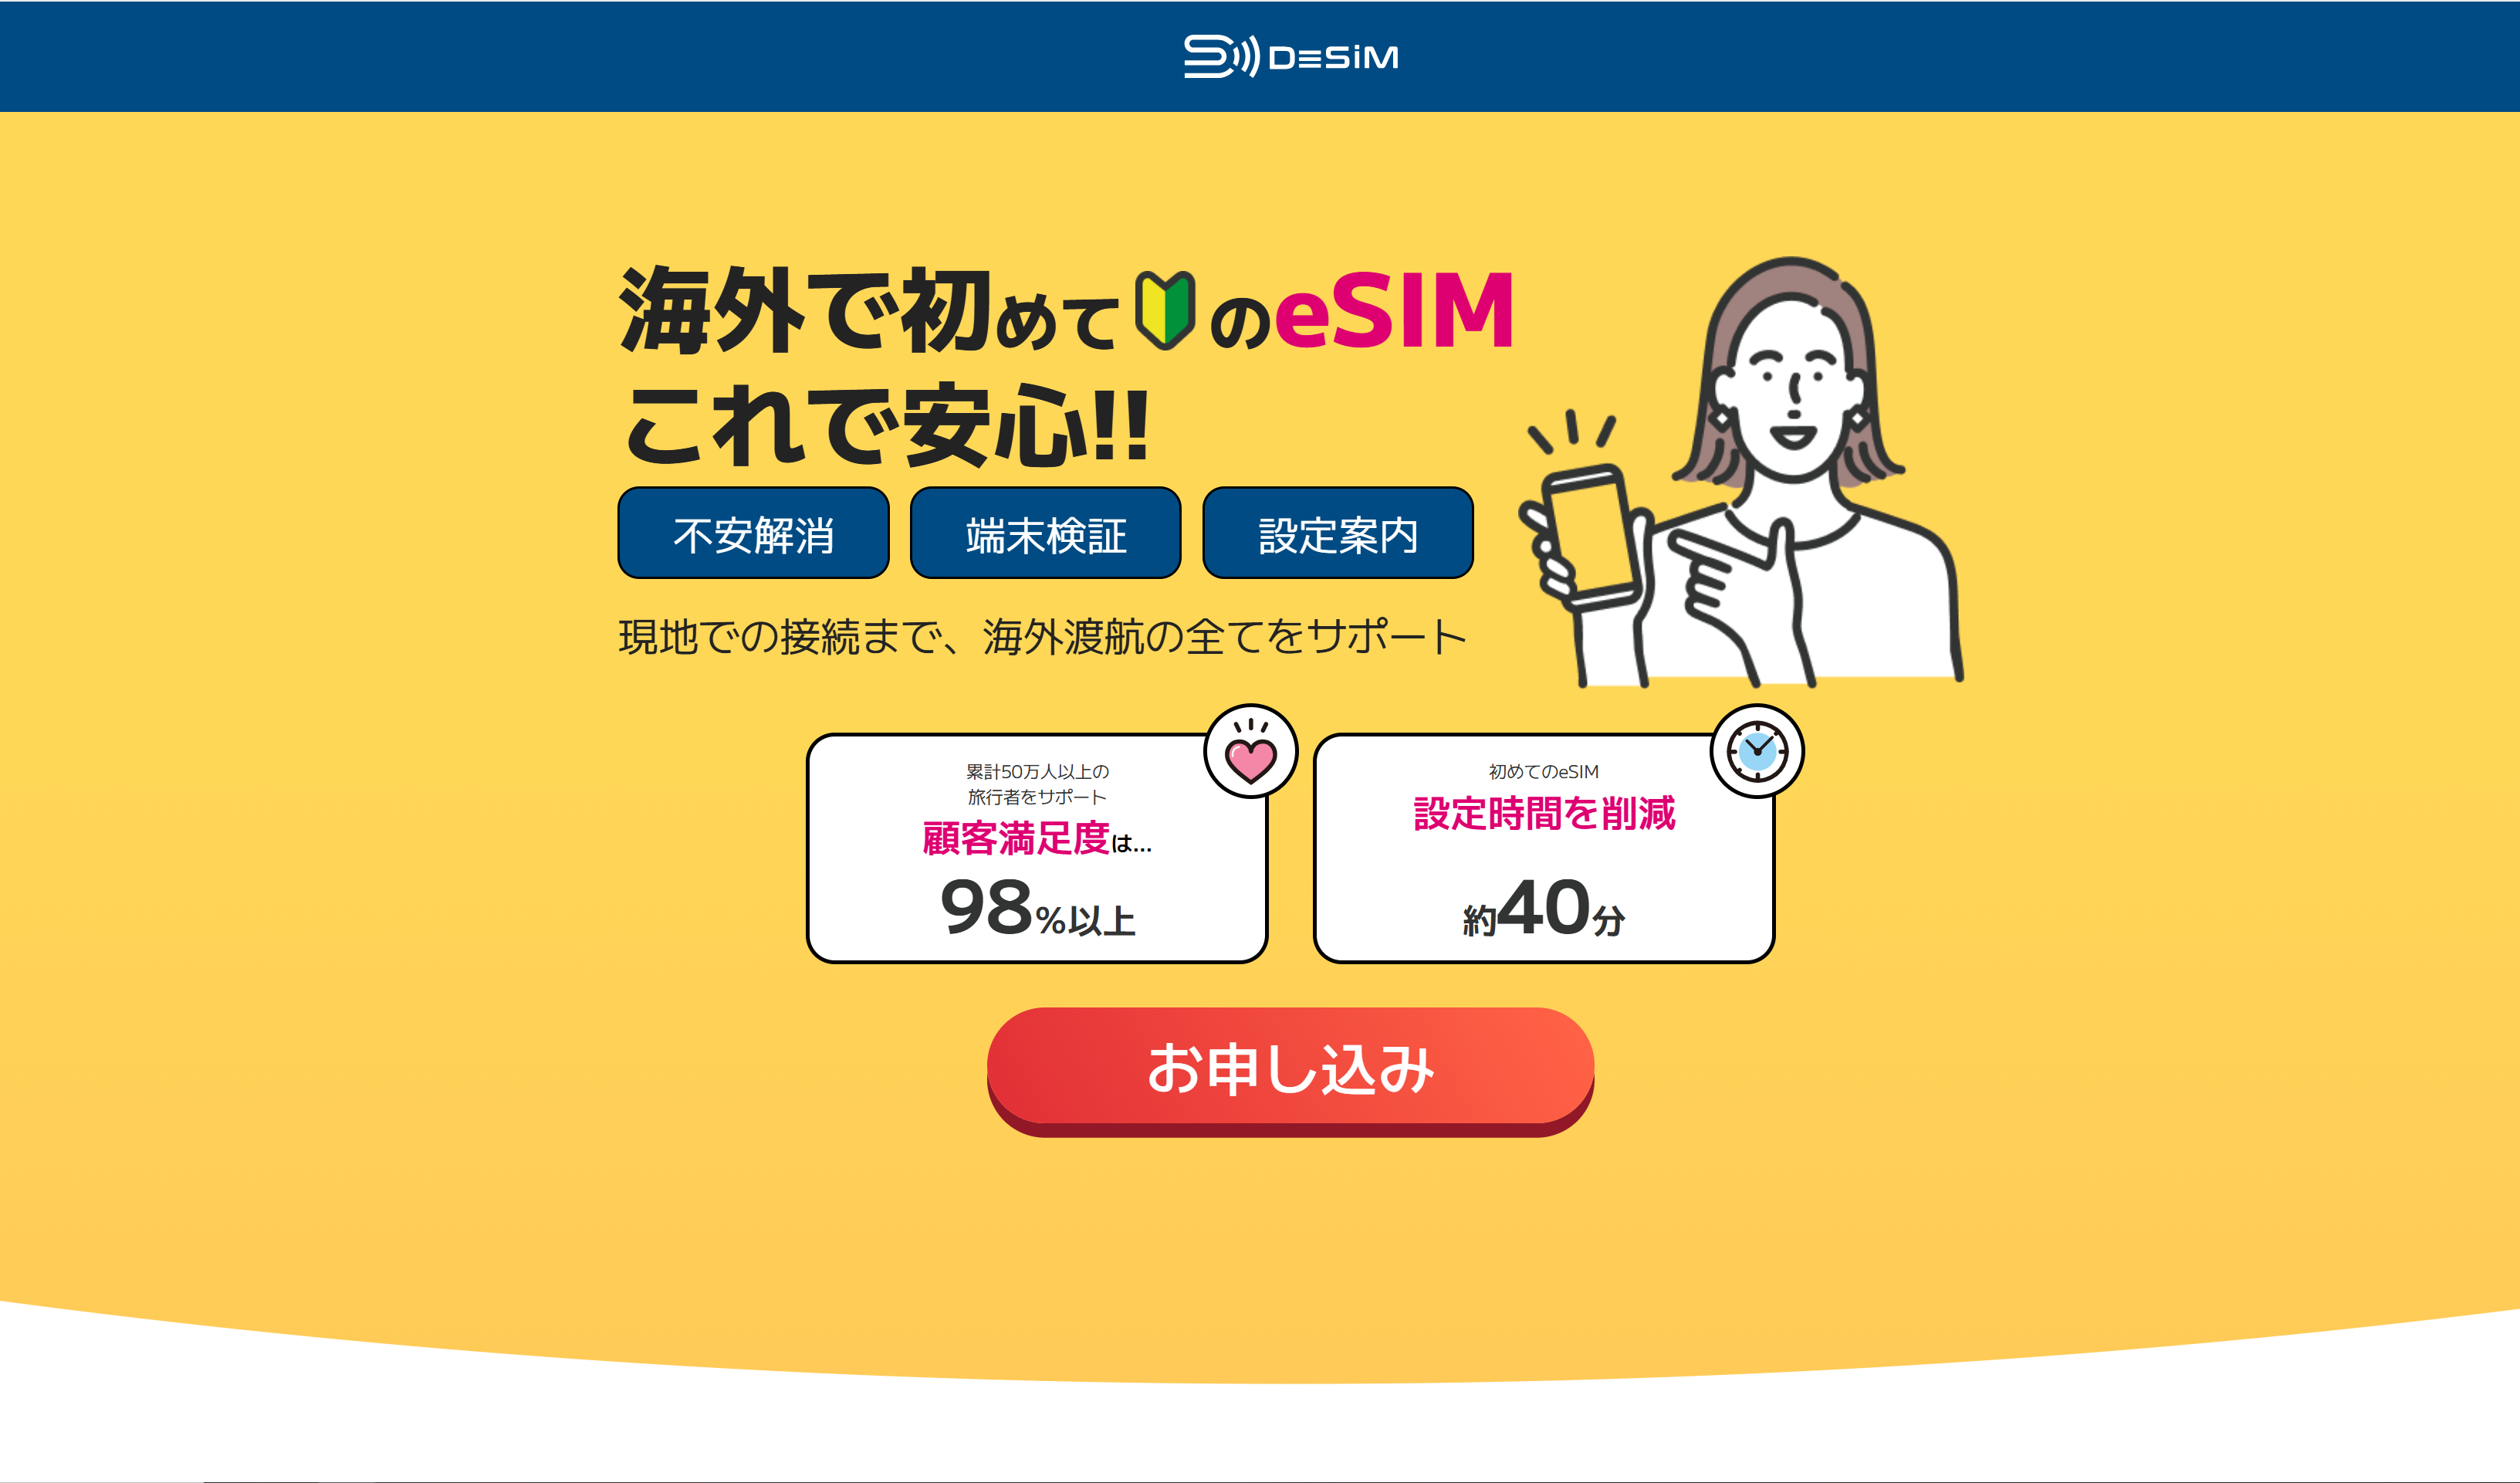 DeSiM
海外で初めてのeSIM
これで安心!!
不安解消
端末検証
設定案内
現地での接続まで、海外渡航の全てをサポート
累計50万人以上の
旅行者をサポート
顧客満足度は...
98%以上
初めてのeSIM
設定時間を削減
約40分
お申し込み